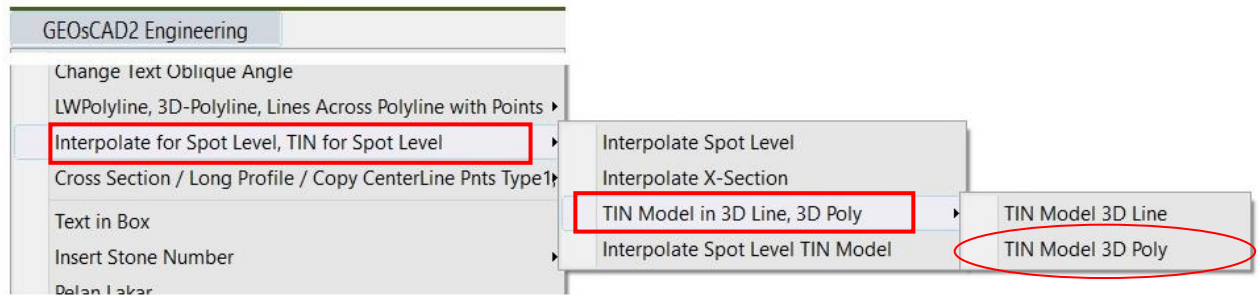 GEOsCAD2 Engineering
Change Text Oblique Angle
LWPolyline, 3D-Polyline, Lines Across Polyline with Points
Interpolate for Spot Level, TIN for Spot Level
Cross Section / Long Profile / Copy CenterLine Pnts Type1,
Text in Box
Insert Stone Number
Pelan Lakar
Interpolate Spot Level
Interpolate X-Section
TIN Model in 3D Line, 3D Poly
Interpolate Spot Level TIN Model
TIN Model 3D Line
TIN Model 3D Poly